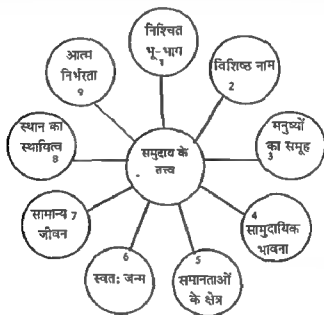 निश्चित
भू-भाग
1
विशिष्ठ नाम
2
मनुष्यों
का समूह
3
4
सामुदायिक
भावना
5
समानताओं
के क्षेत्र
6
स्वत: जन्म
सामान्य 7
जीवन
स्थान का
स्थायित्व
8
आत्म
निर्भरता
9
समुदाय के
तत्त्व